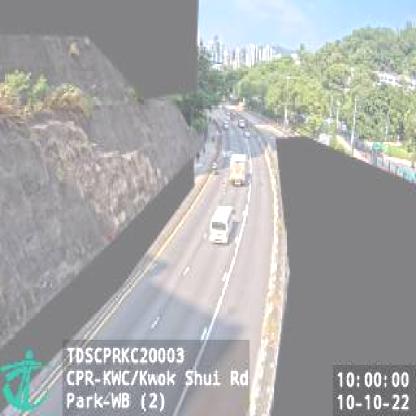 TDSCPRKC20003
CPR-KWC/Kwok Shui Rd
Park-WB (2)
10:00:00
10-10-22